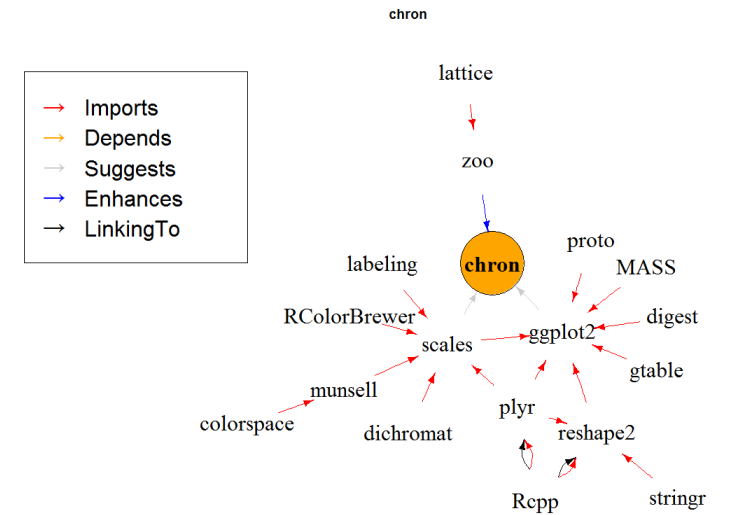 chron
Imports
Depends
Suggests
Enhances
LinkingTo
lattice
zoo
chron
proto
MASS
labeling
RColorBrewer
digest
scales
ggplot2
gtable
munsell
plyr
colorspace
dichromat
reshape2
Rcpp
stringr